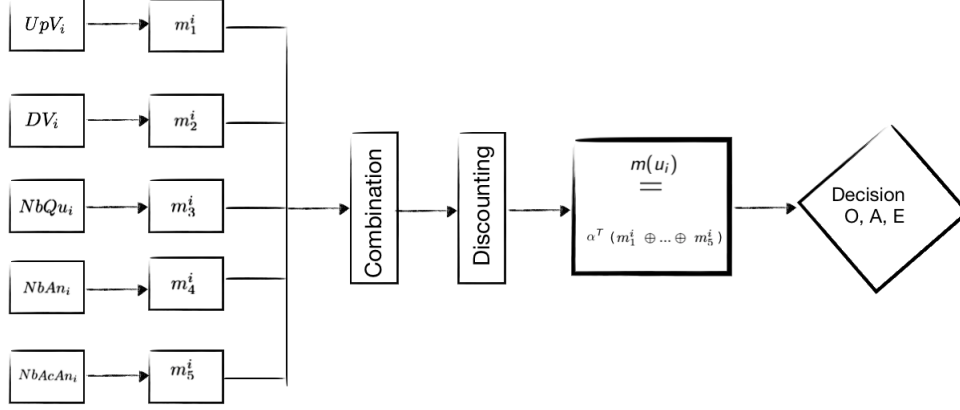 UpV_i
m_1^i
DV_i
m_2^i
NbQu_i
m_3^i
NbAn_i
m_4^i
NbAcAn_i
m_5^i
Combination
Discounting
m(u_i)
=
α^T (m_1^i ⊕ ... ⊕ m_5^i)
Decision
O, A, E